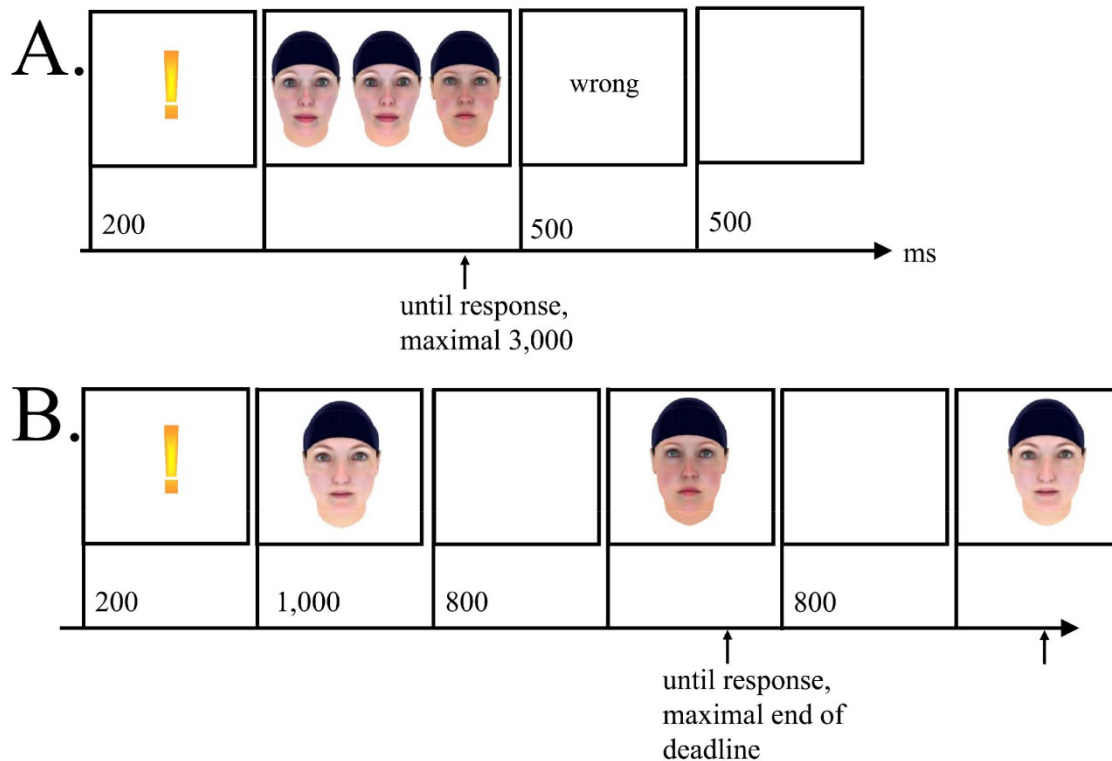 A.
!
wrong
200
500
500
ms
until response,
maximal 3,000
B.
!
200
1,000
800
800
until response,
maximal end of
deadline